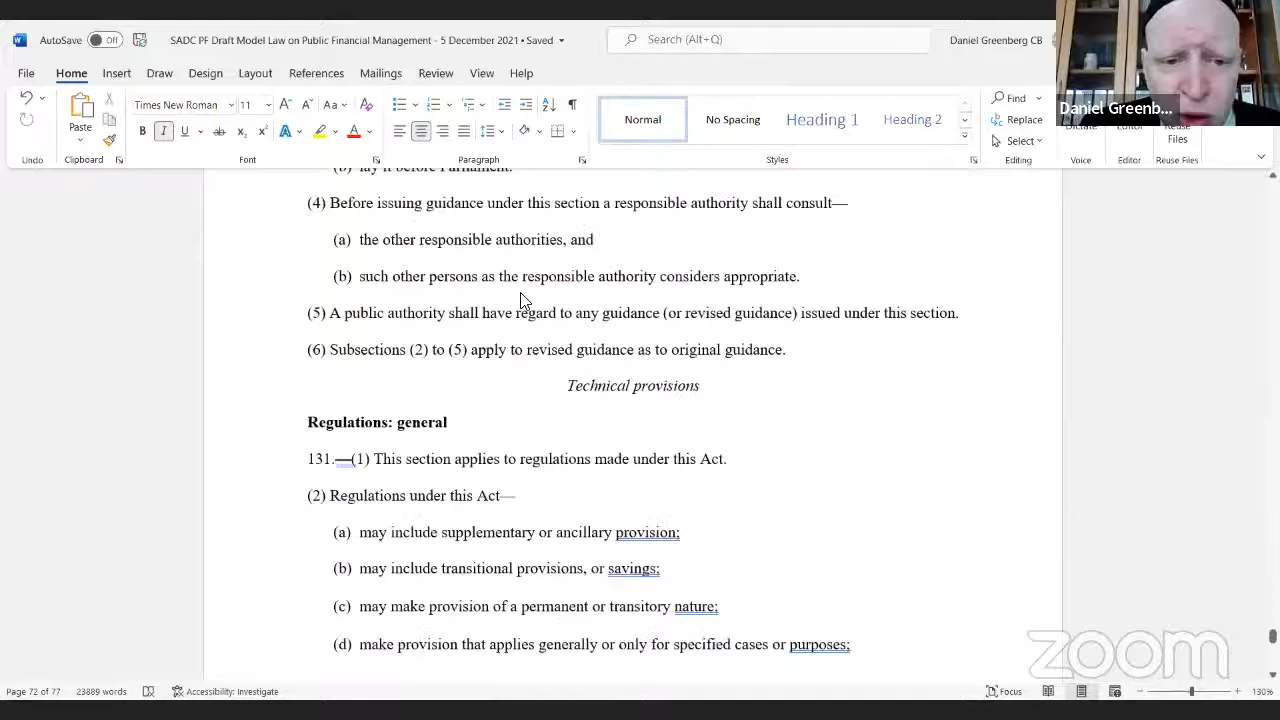 AutoSave Off SADC PF Draft Model Law on Public Financial Management - 5 December 2021 • Saved Search (Alt+Q) Daniel Greenberg CB
File Home Insert Draw Design Layout References Mailings Review View Help
Times New Roman 11 Aa
Paste
Normal No Spacing Heading 1 Heading 2
Find
Replace
Select
Dictate Editor Reuse
Files
Undo Clipboard Font Paragraph Styles Editing Voice Editor Reuse Files
Daniel Greenb...
(b) lay it before Parliament.
(4) Before issuing guidance under this section a responsible authority shall consult—
(a) the other responsible authorities, and
(b) such other persons as the responsible authority considers appropriate.
(5) A public authority shall have regard to any guidance (or revised guidance) issued under this section.
(6) Subsections (2) to (5) apply to revised guidance as to original guidance.
Technical provisions
Regulations: general
131.—(1) This section applies to regulations made under this Act.
(2) Regulations under this Act—
(a) may include supplementary or ancillary provision;
(b) may include transitional provisions, or savings;
(c) may make provision of a permanent or transitory nature;
(d) make provision that applies generally or only for specified cases or purposes;
zoom
Page 72 of 77 23889 words Accessibility: Investigate Focus 130%